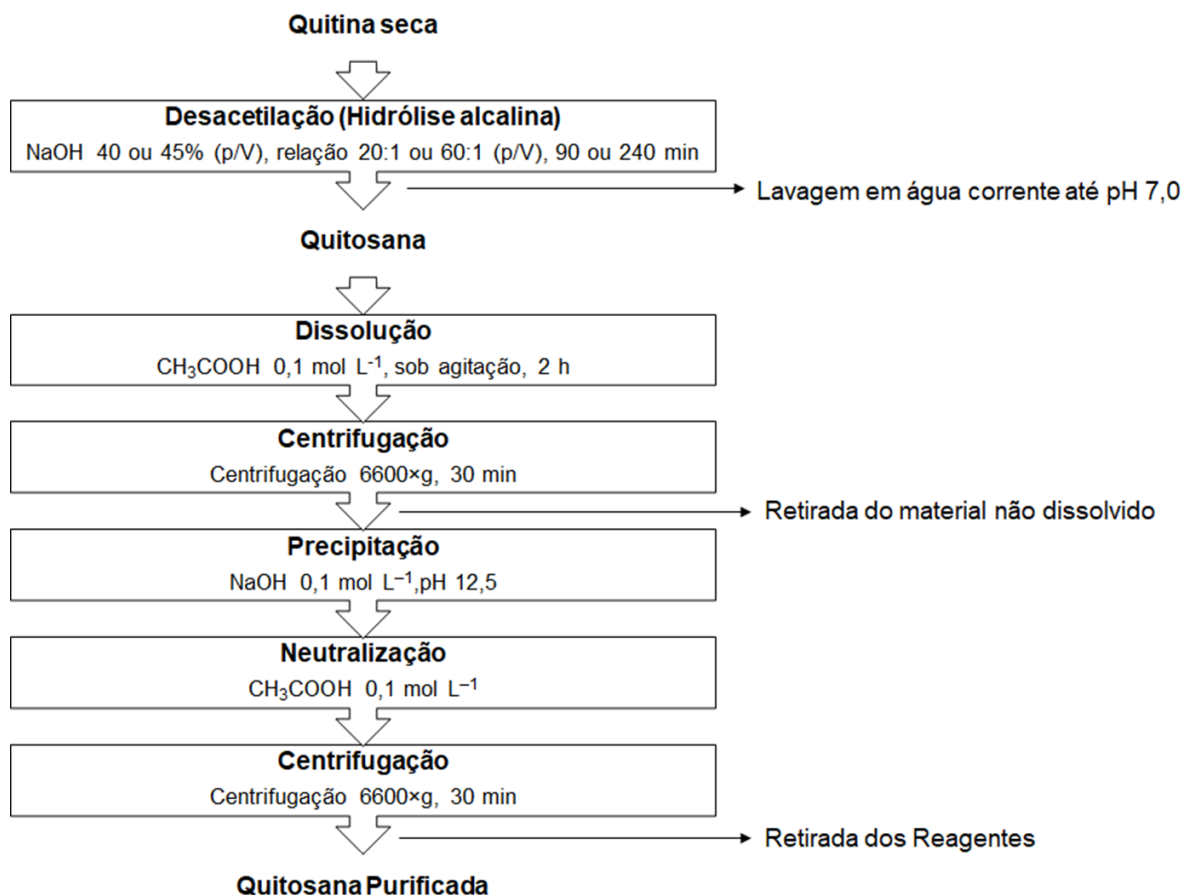 Quitina seca
Desacetilação (Hidrólise alcalina)
NaOH 40 ou 45% (p/V), relação 20:1 ou 60:1 (p/V), 90 ou 240 min
Lavagem em água corrente até pH 7,0
Quitosana
Dissolução
CH₃COOH 0,1 mol L⁻¹, sob agitação, 2 h
Centrifugação
Centrifugação 6600×g, 30 min
Retirada do material não dissolvido
Precipitação
NaOH 0,1 mol L⁻¹,pH 12,5
Neutralização
CH₃COOH 0,1 mol L⁻¹
Centrifugação
Centrifugação 6600×g, 30 min
Retirada dos Reagentes
Quitosana Purificada